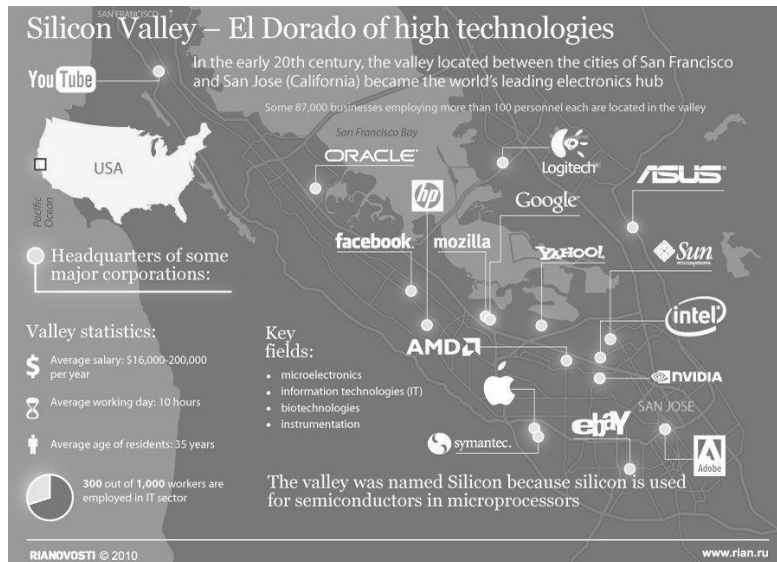 SAN FRANCISCO
Silicon Valley – El Dorado of high technologies
In the early 20th century, the valley located between the cities of San Francisco
and San Jose (California) became the world's leading electronics hub
Some 87,000 businesses employing more than 100 personnel each are located in the valley
YouTube
San Francisco Bay
ORACLE
Logitech
USA
hp
Google
ASUS
Pacific
Ocean
facebook
mozilla
YAHOO!
Sun
microsystems
Headquarters of some
major corporations:
intel
Valley statistics:
Average salary: $16,000-200,000
per year
Average working day: 10 hours
Average age of residents: 35 years
300 out of 1,000 workers are
employed in IT sector
Key
fields:
• microelectronics
• information technologies (IT)
• biotechnologies
• instrumentation
AMD
NVIDIA
SAN JOSE
ebaY
symantec.
Adobe
The valley was named Silicon because silicon is used
for semiconductors in microprocessors
RIANOVOSTI © 2010
www.rian.ru